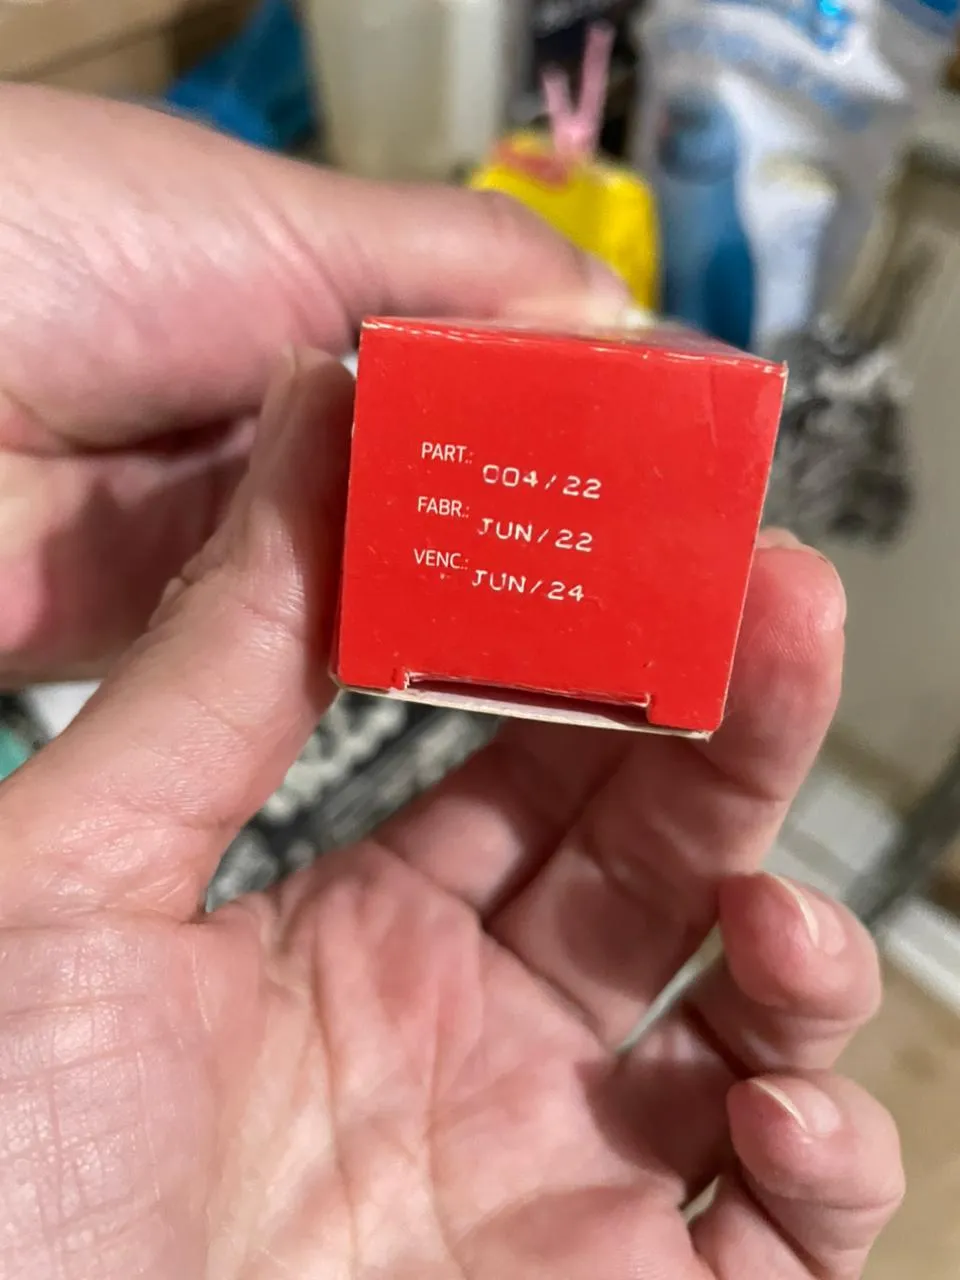 PART.: 004/22
FABR.: JUN/22
VENC.: JUN/24